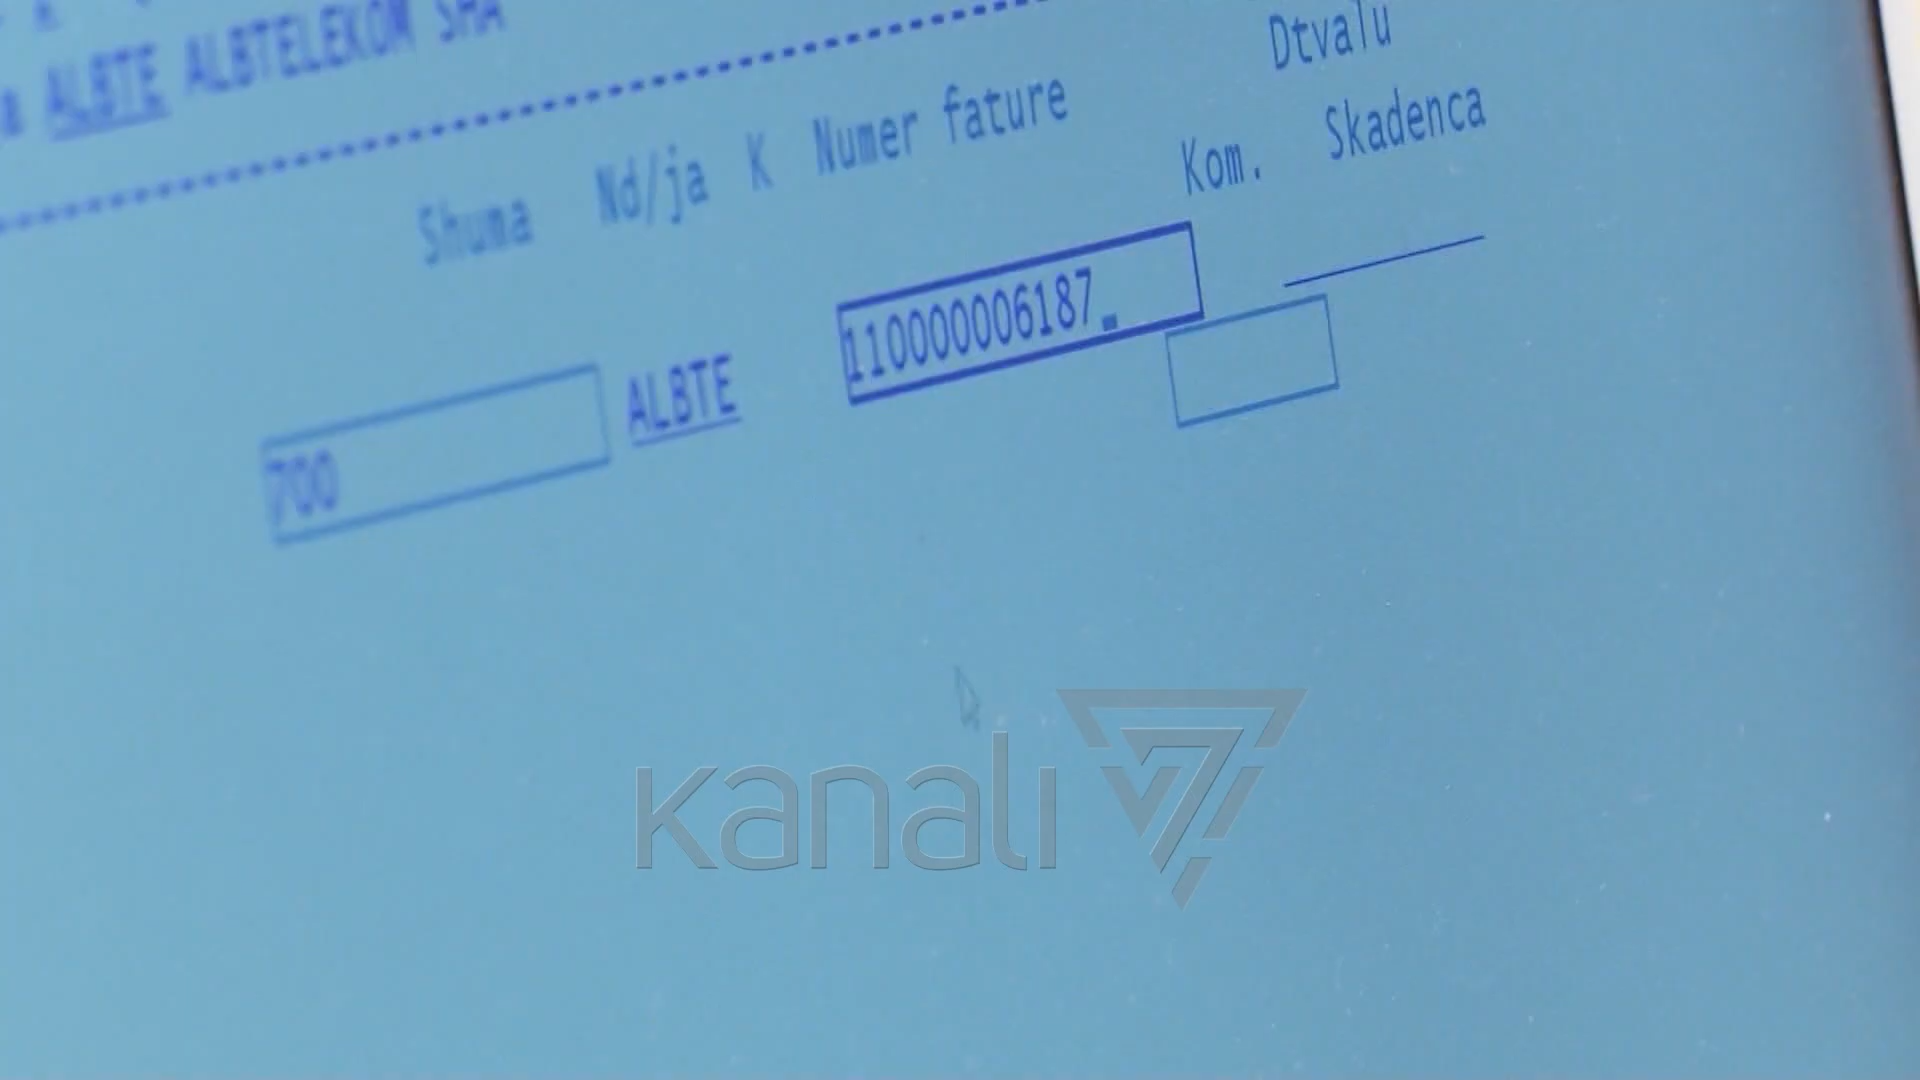 ALBTE ALBTELEKOM SHA
Dtvalu
Shuma Nd/ja K Numer fature Kom. Skadenca
700 ALBTE 110000006187
kanali 7